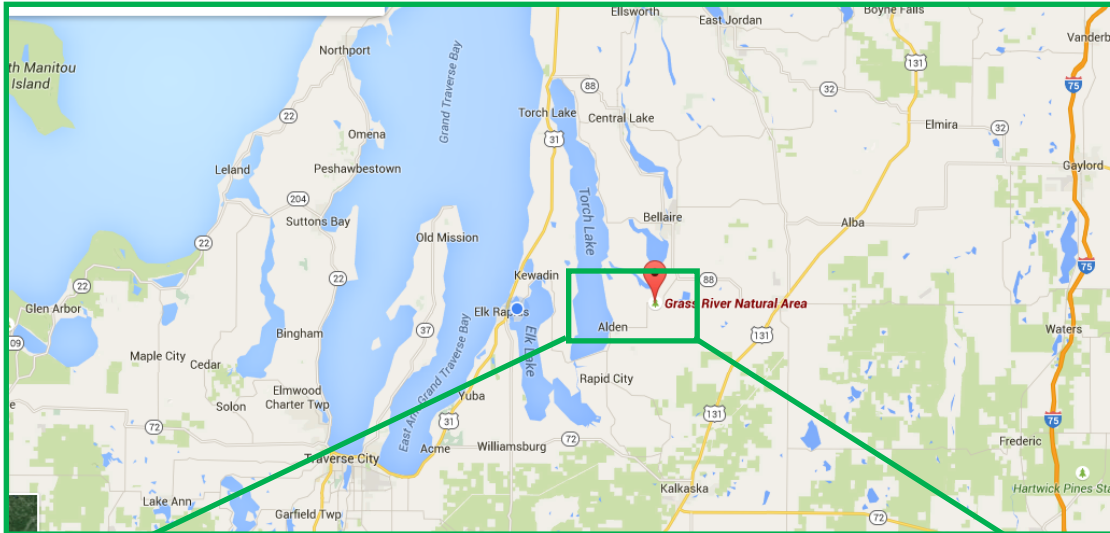 Ellsworth
East Jordan
Boyne Falls
Vanderb
Northport
th Manitou
Island
131
75
88
32
Grand Traverse Bay
22
Torch Lake
Central Lake
Omena
31
Elmira
32
Leland
Peshawbestown
Gaylord
204
Torch Lake
Suttons Bay
Bellaire
Alba
22
Old Mission
75
Kewadin
88
22
Glen Arbor
Elk Rapids
Grass River Natural Area
Bingham
37
Alden
Waters
109
Maple City
Elk Lake
131
Cedar
East Arm Grand Traverse Bay
Rapid City
Elmwood
Charter Twp
Solon
Yuba
131
75
72
31
Acme
Williamsburg
72
Frederic
Traverse City
Kalkaska
Hartwick Pines Sta
Lake Ann
Garfield Twp
72